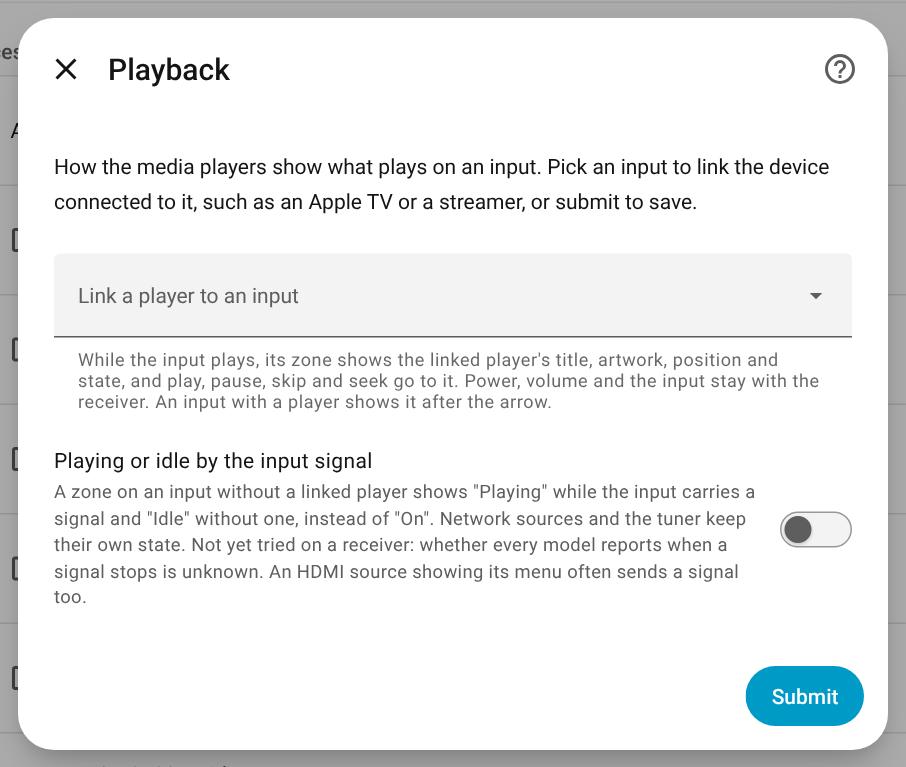 Playback
How the media players show what plays on an input. Pick an input to link the device
connected to it, such as an Apple TV or a streamer, or submit to save.
Link a player to an input
While the input plays, its zone shows the linked player's title, artwork, position and
state, and play, pause, skip and seek go to it. Power, volume and the input stay with the
receiver. An input with a player shows it after the arrow.
Playing or idle by the input signal
A zone on an input without a linked player shows "Playing" while the input carries a
signal and "Idle" without one, instead of "On". Network sources and the tuner keep
their own state. Not yet tried on a receiver: whether every model reports when a
signal stops is unknown. An HDMI source showing its menu often sends a signal
too.
Submit